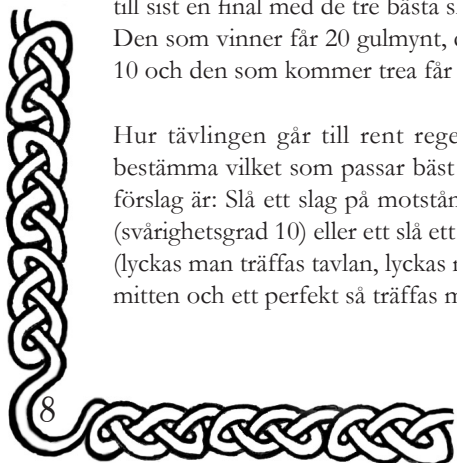 till sist en final med de tre bästa
Den som vinner får 20 gulmynt,
10 och den som kommer trea får
Hur tävlingen går till rent
bestämma vilket som passar bäst
förslag är: Slå ett slag på
(svårighetsgrad 10) eller ett slå ett
(lyckas man träffas tavlan, lyckas
mitten och ett perfekt så träffas
8